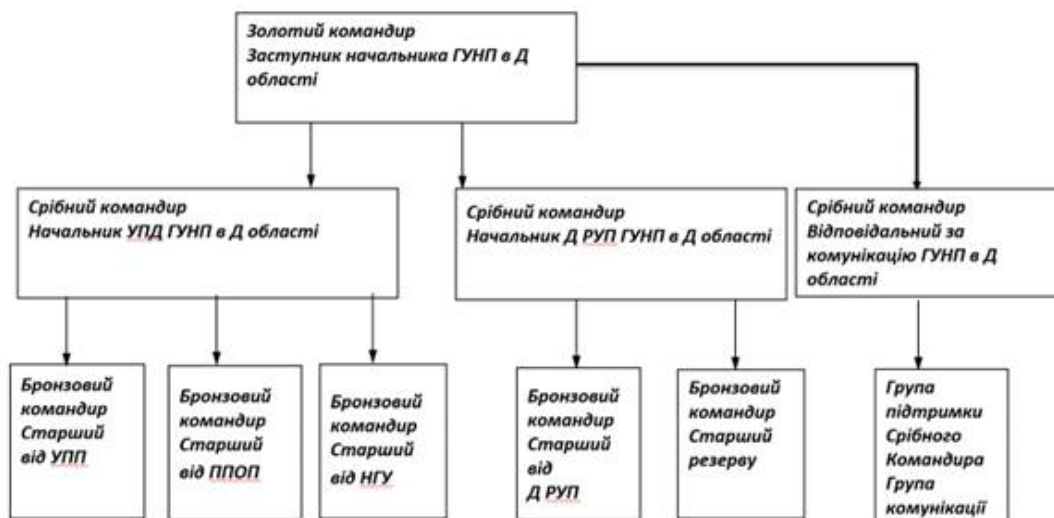 Золотий командир
Заступник начальника ГУНП в Д
області
Срібний командир
Начальник УПД ГУНП в Д області
Срібний командир
Начальник Д РУП ГУНП в Д області
Срібний командир
Відповідальний за
комунікацію ГУНП в Д
області
Бронзовий
командир
Старший
від УПП
Бронзовий
командир
Старший
від ППОП
Бронзовий
командир
Старший
від НГУ
Бронзовий
командир
Старший
від
Д РУП
Бронзовий
командир
Старший
резерву
Група
підтримки
Срібного
Командира
Група
комунікації